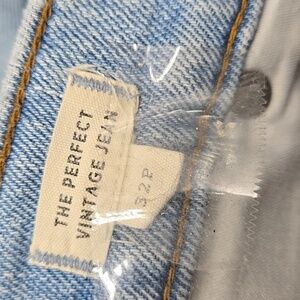 THE PERFECT
VINTAGE JEAN
32P